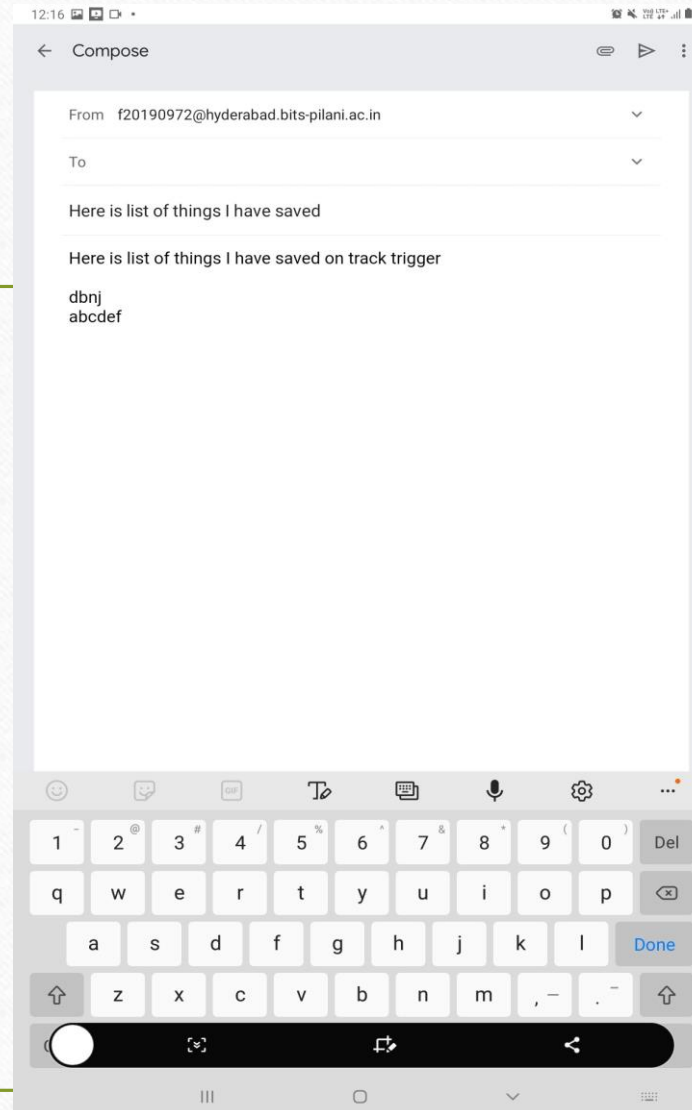 12:16
Compose
From f20190972@hyderabad.bits-pilani.ac.in
To
Here is list of things I have saved
Here is list of things I have saved on track trigger
dbnj
abcdef
GIF
1 - 2 @ 3 # 4 / 5 % 6 ^ 7 & 8 * 9 ( 0 ) Del
q w e r t y u i o p
a s d f g h j k l Done
z x c v b n m , — . -